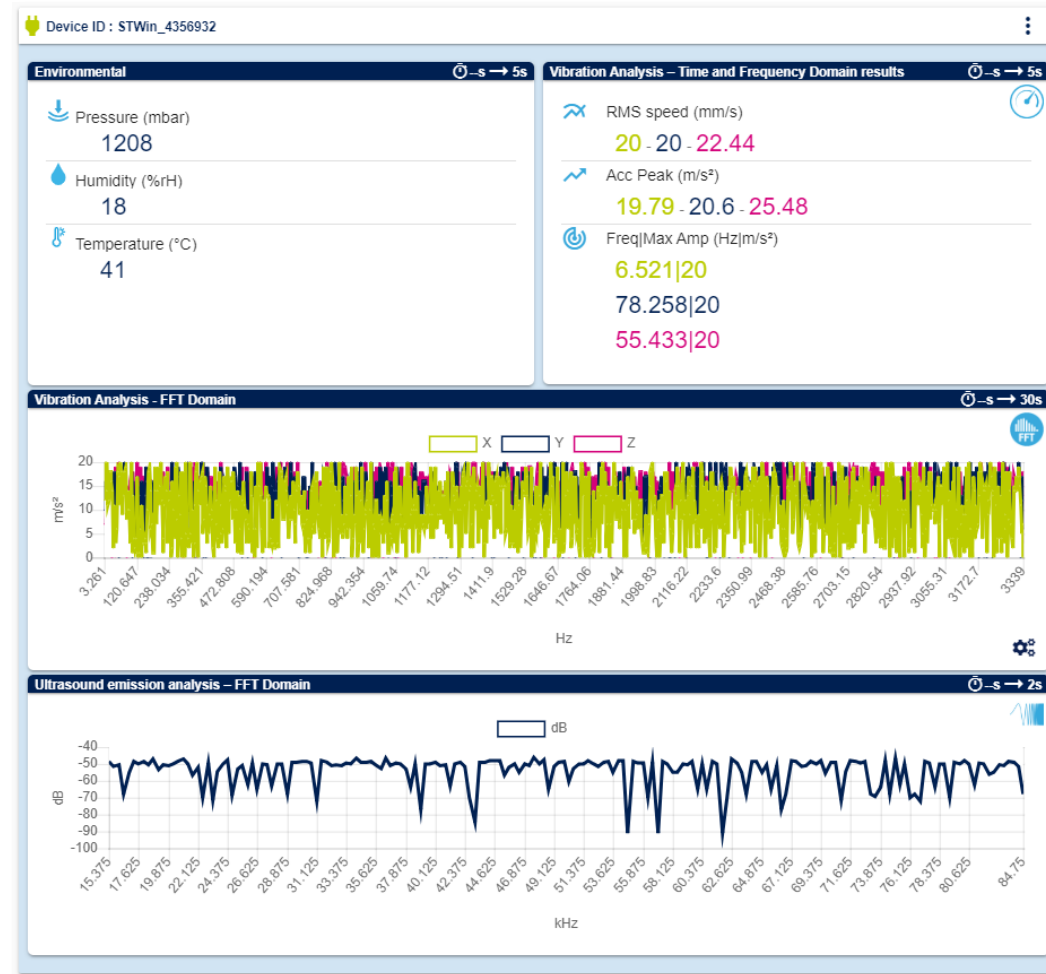 Device ID : STWin_4356932
Environmental --s → 5s
Pressure (mbar)
1208
Humidity (%rH)
18
Temperature (°C)
41
Vibration Analysis – Time and Frequency Domain results --s → 5s
RMS speed (mm/s)
20 - 20 - 22.44
Acc Peak (m/s²)
19.79 - 20.6 - 25.48
Freq|Max Amp (Hz|m/s²)
6.521|20
78.258|20
55.433|20
Vibration Analysis - FFT Domain --s → 30s
FFT
X Y Z
20
15
10
5
0
m/s²
3.261 120.647 238.034 355.421 472.808 590.194 707.581 824.968 942.354 1059.74 1177.12 1294.51 1411.9 1529.28 1646.67 1764.06 1881.44 1998.83 2116.22 2233.6 2350.99 2468.38 2585.76 2703.15 2820.54 2937.92 3055.31 3172.7 3339
Hz
Ultrasound emission analysis – FFT Domain --s → 2s
dB
-40
-50
-60
-70
-80
-90
-100
dB
15.375 17.625 19.875 22.125 24.375 26.625 28.875 31.125 33.375 35.625 37.875 40.125 42.375 44.625 46.875 49.125 51.375 53.625 55.875 58.125 60.375 62.625 64.875 67.125 69.375 71.625 73.875 76.125 78.375 80.625 84.75
kHz